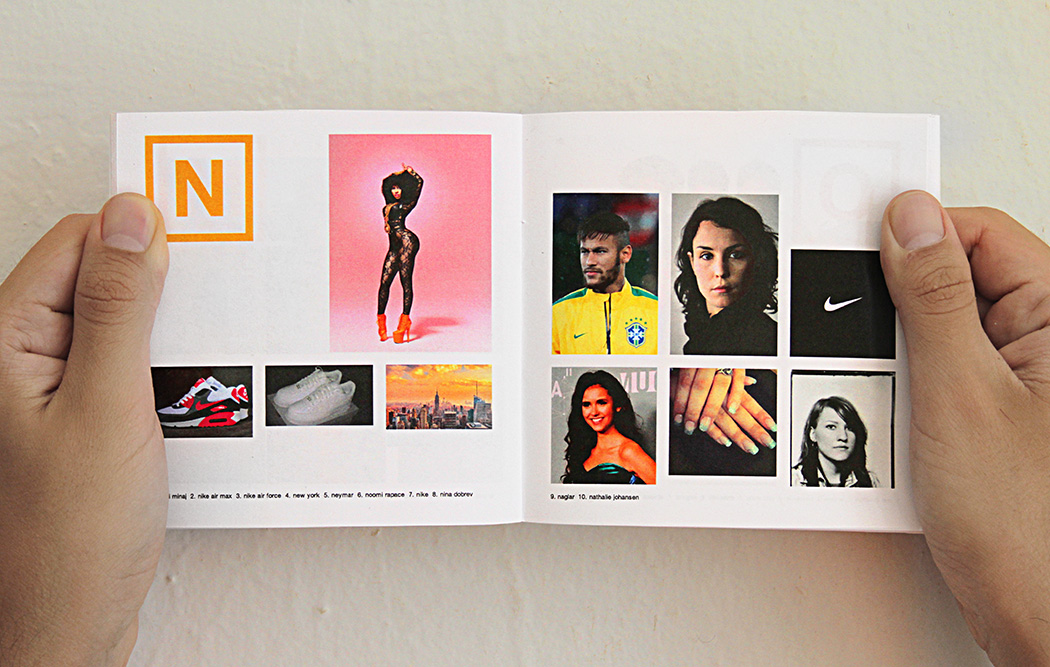 N
i minaj 2. nike air max 3. nike air force 4. new york 5. neymar 6. noomi rapace 7. nike 8. nina dobrev
9. naglar 10. nathalie johansen